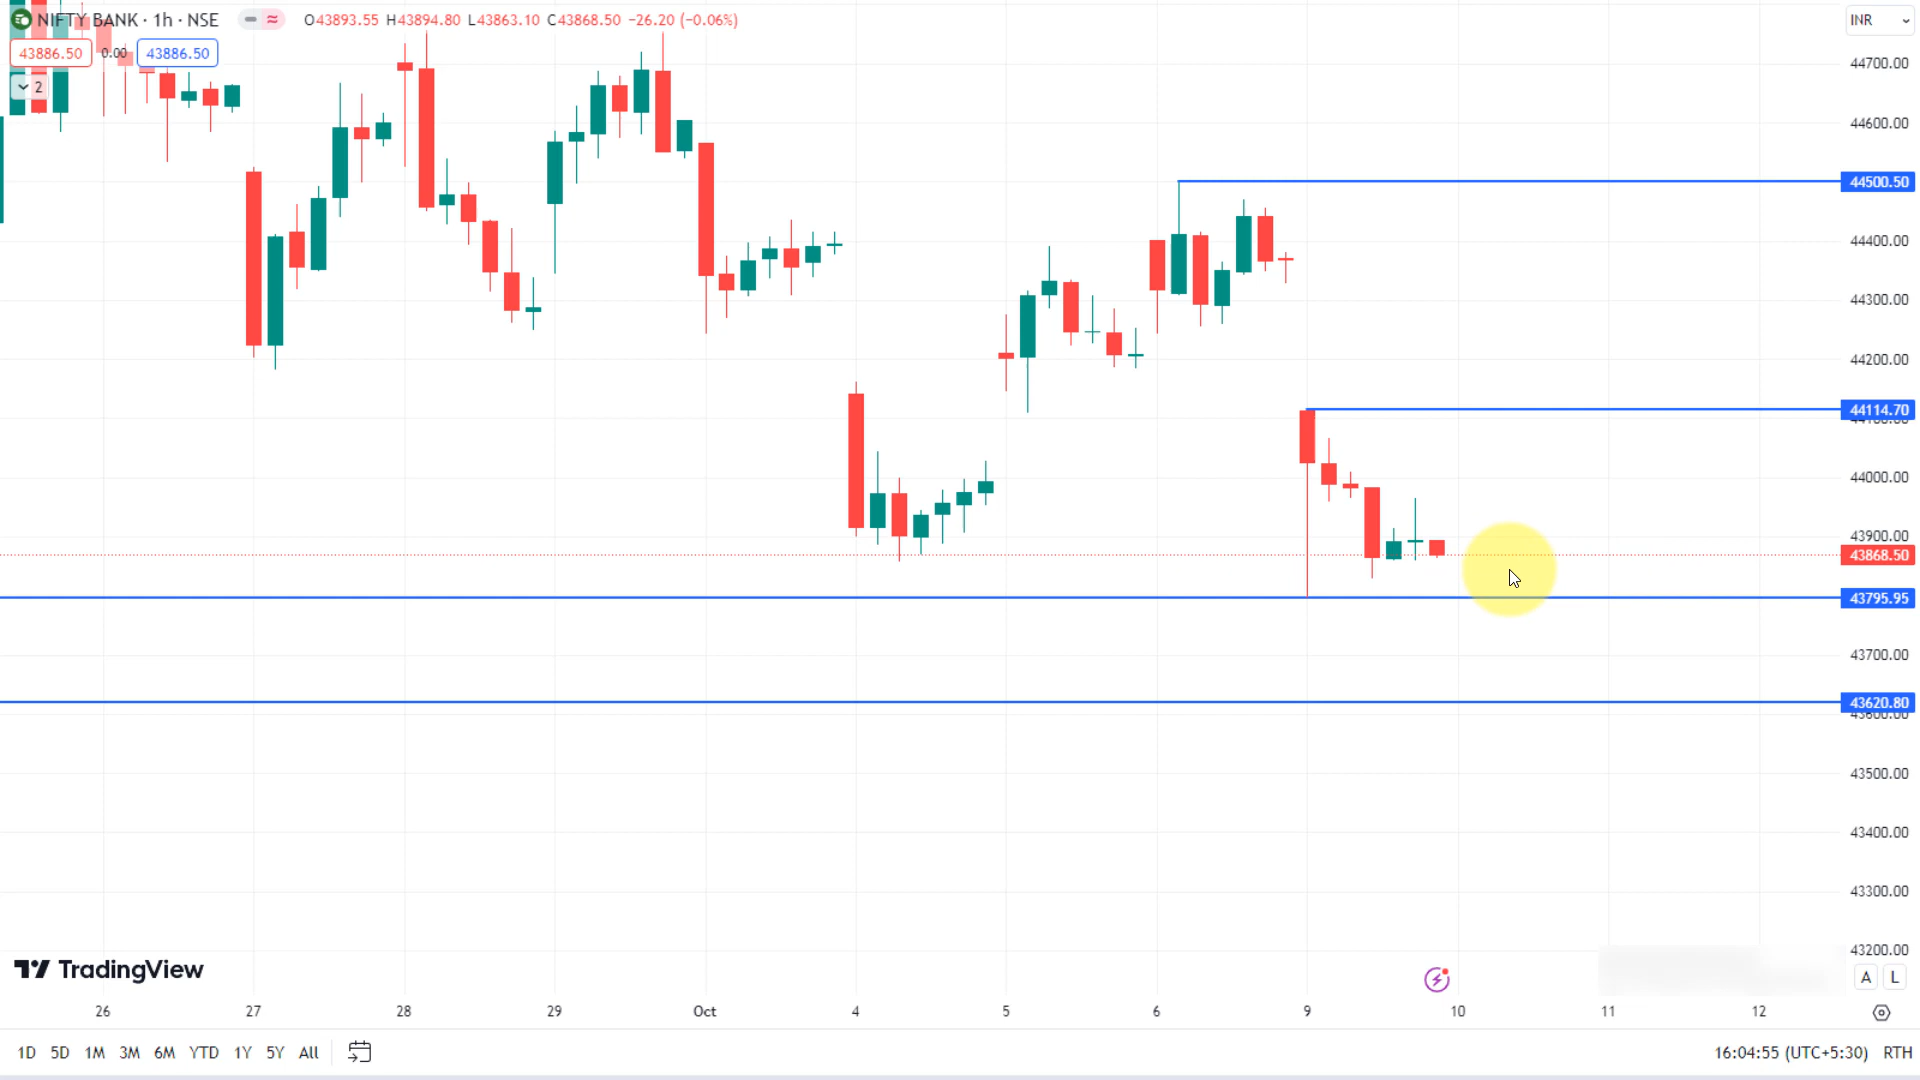 NIFTY BANK · 1h · NSE O43893.55 H43894.80 L43863.10 C43868.50 −26.20 (−0.06%)
INR
43886.50 0.00 43886.50
2
44700.00
44600.00
44500.50
44400.00
44300.00
44200.00
44114.70
44100.00
44000.00
43900.00
43868.50
43795.95
43700.00
43620.80
43600.00
43500.00
43400.00
43300.00
43200.00
TradingView
A L
26 27 28 29 Oct 4 5 6 9 10 11 12
1D 5D 1M 3M 6M YTD 1Y 5Y All
16:04:55 (UTC+5:30) RTH